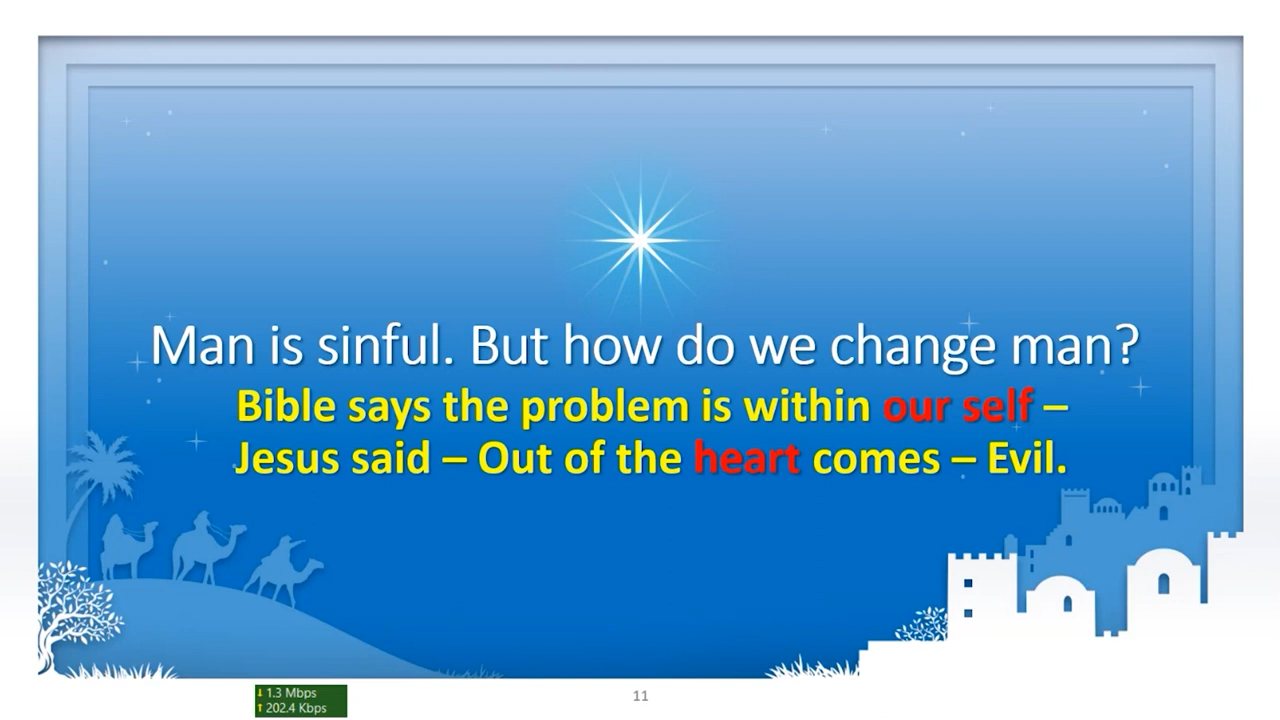 Man is sinful. But how do we change man?
Bible says the problem is within our self –
Jesus said – Out of the heart comes – Evil.
↓ 1.3 Mbps
↑ 202.4 Kbps
11